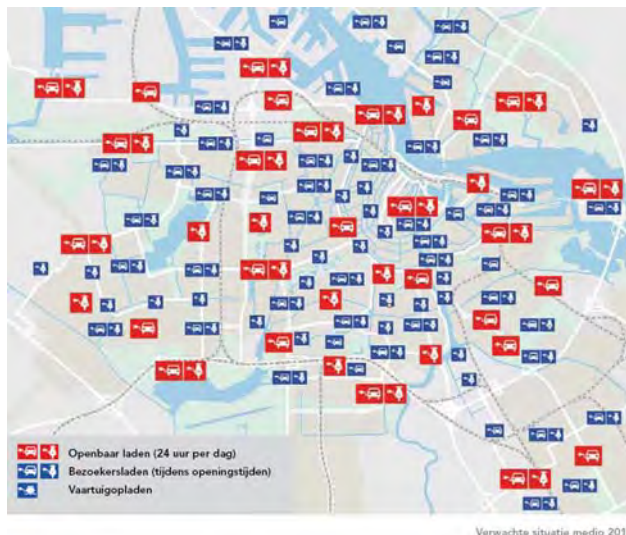 Openbaar laden (24 uur per dag)
Bezoekersladen (tijdens openingstijden)
Vaartuigopladen
Verwachte situatie medio 201